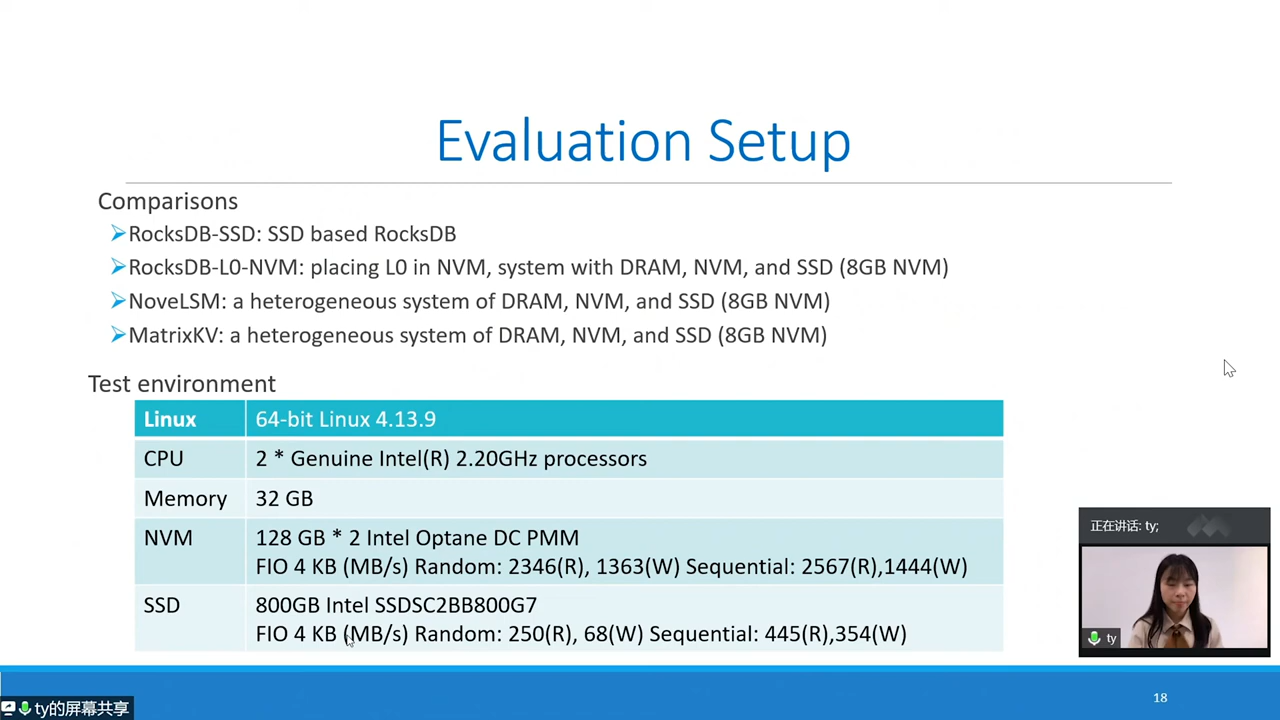 Evaluation Setup
Comparisons
RocksDB-SSD: SSD based RocksDB
RocksDB-L0-NVM: placing L0 in NVM, system with DRAM, NVM, and SSD (8GB NVM)
NoveLSM: a heterogeneous system of DRAM, NVM, and SSD (8GB NVM)
MatrixKV: a heterogeneous system of DRAM, NVM, and SSD (8GB NVM)
Test environment
Linux 64-bit Linux 4.13.9
CPU 2 * Genuine Intel(R) 2.20GHz processors
Memory 32 GB
NVM 128 GB * 2 Intel Optane DC PMM
FIO 4 KB (MB/s) Random: 2346(R), 1363(W) Sequential: 2567(R),1444(W)
SSD 800GB Intel SSDSC2BB800G7
FIO 4 KB (MB/s) Random: 250(R), 68(W) Sequential: 445(R),354(W)
正在讲话: ty;
ty
18
ty的屏幕共享